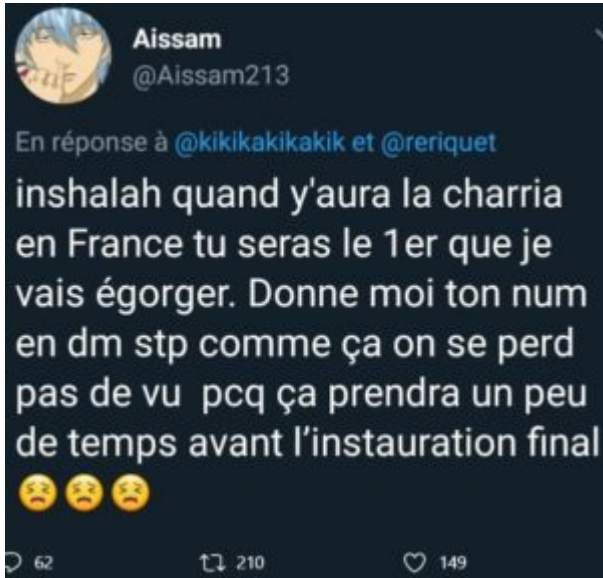 Aissam
@Aissam213
En réponse à @kikikakikakik et @reriquet
inshalah quand y'aura la charria
en France tu seras le 1er que je
vais égorger. Donne moi ton num
en dm stp comme ça on se perd
pas de vu  pcq ça prendra un peu
de temps avant l’instauration final
😣😣😣
62 210 149